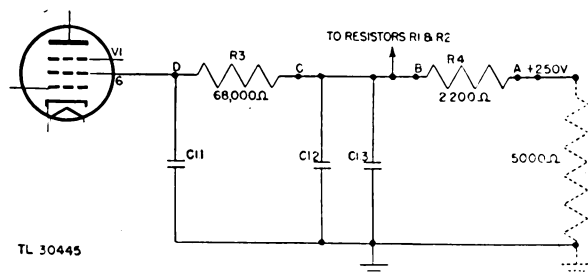 TO RESISTORS R1 & R2
V1
6
D
R3
68,000Ω
C
B
R4
2200Ω
A
+250V
C11
C12
C13
5000Ω
TL 30445